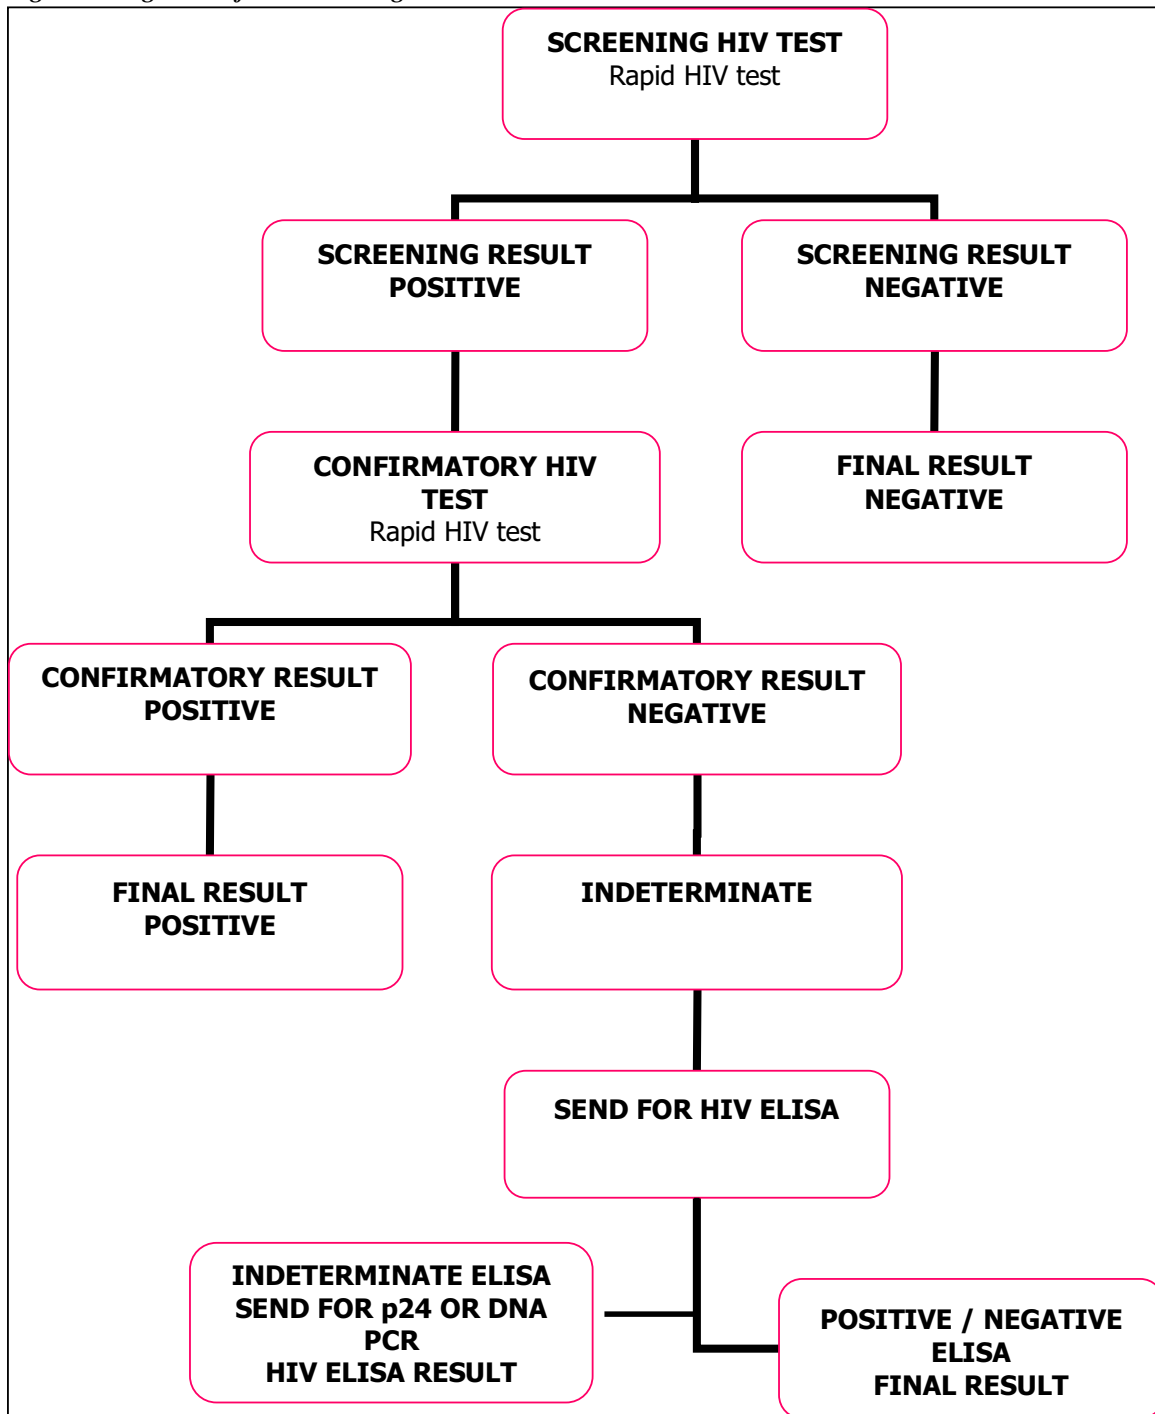 SCREENING HIV TEST
Rapid HIV test
SCREENING RESULT
POSITIVE
SCREENING RESULT
NEGATIVE
CONFIRMATORY HIV
TEST
Rapid HIV test
FINAL RESULT
NEGATIVE
CONFIRMATORY RESULT
POSITIVE
CONFIRMATORY RESULT
NEGATIVE
FINAL RESULT
POSITIVE
INDETERMINATE
SEND FOR HIV ELISA
INDETERMINATE ELISA
SEND FOR p24 OR DNA
PCR
HIV ELISA RESULT
POSITIVE / NEGATIVE
ELISA
FINAL RESULT